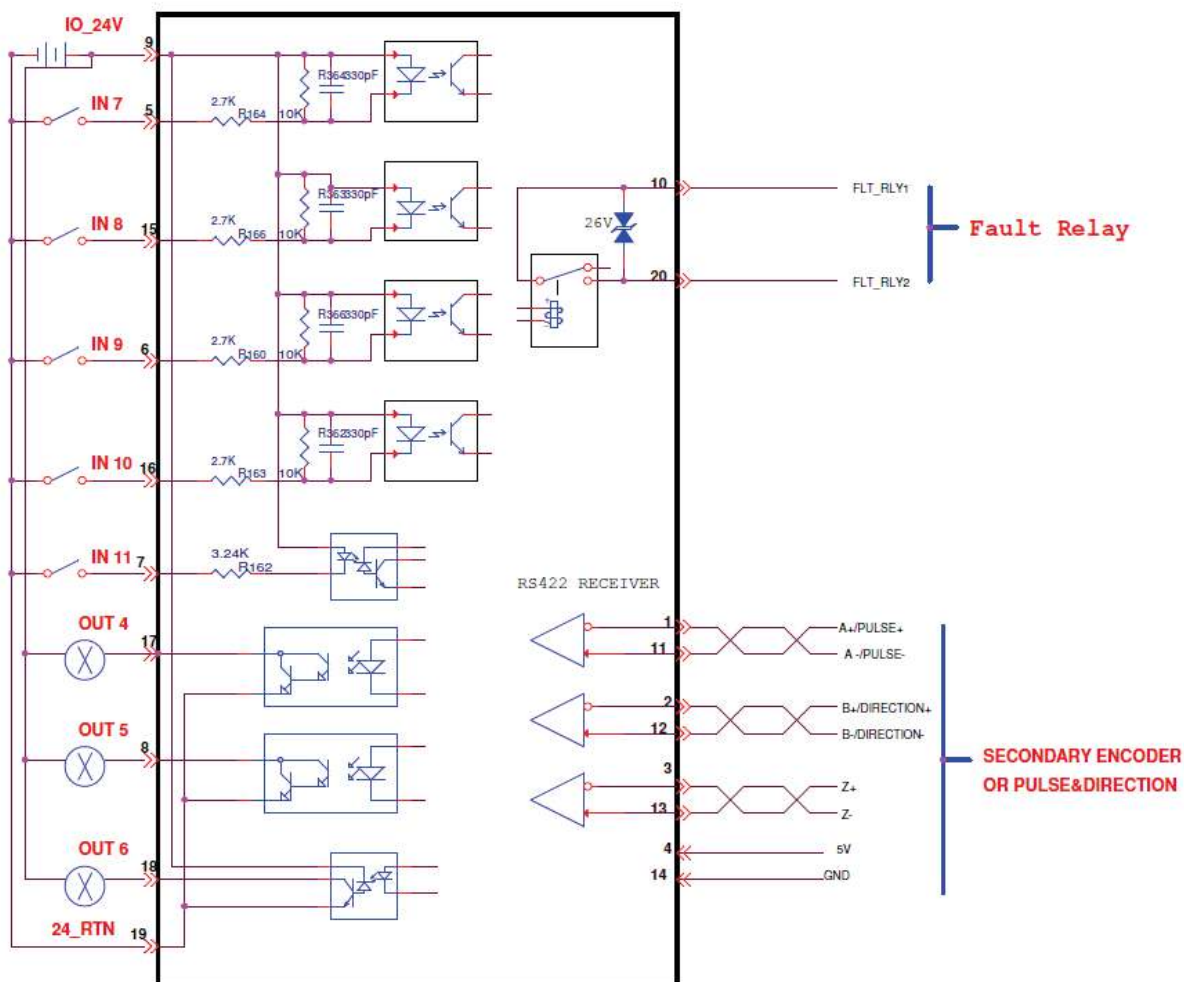 IO_24V
9
R364 330pF
IN 7
5
2.7K
R164
10K
R363 330pF
10
FLT_RLY1
26V
Fault Relay
IN 8
15
2.7K
R166
10K
20
FLT_RLY2
R366 330pF
IN 9
6
2.7K
R160
10K
R362 330pF
IN 10
16
2.7K
R163
10K
IN 11
7
3.24K
R162
RS422 RECEIVER
OUT 4
17
1
A+/PULSE+
11
A -/PULSE-
2
B+/DIRECTION+
OUT 5
8
12
B-/DIRECTION-
SECONDARY ENCODER
OR PULSE&DIRECTION
3
Z+
13
Z-
OUT 6
18
4
5V
14
GND
24_RTN
19